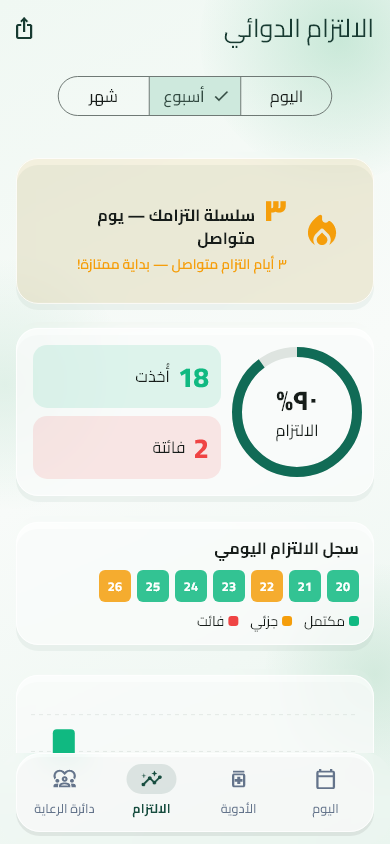 الالتزام الدوائي
اليوم
أسبوع
شهر
٣ سلسلة التزامك — يوم
متواصل
٣ أيام التزام متواصل — بداية ممتازة!
٩٠%
الالتزام
18 أُخذت
2 فائتة
سجل الالتزام اليومي
20 21 22 23 24 25 26
مكتمل جزئي فائت
اليوم
الأدوية
الالتزام
دائرة الرعاية